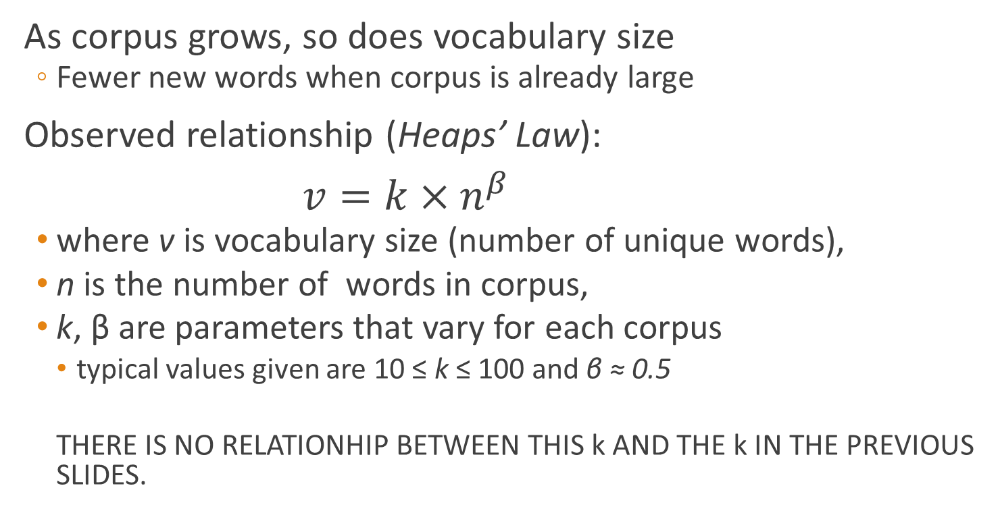 As corpus grows, so does vocabulary size
◦ Fewer new words when corpus is already large
Observed relationship (Heaps’ Law):
𝑣 = 𝑘 × 𝑛^𝛽
• where v is vocabulary size (number of unique words),
• n is the number of  words in corpus,
• k, β are parameters that vary for each corpus
• typical values given are 10 ≤ k ≤ 100 and β ≈ 0.5
THERE IS NO RELATIONHIP BETWEEN THIS k AND THE k IN THE PREVIOUS
SLIDES.